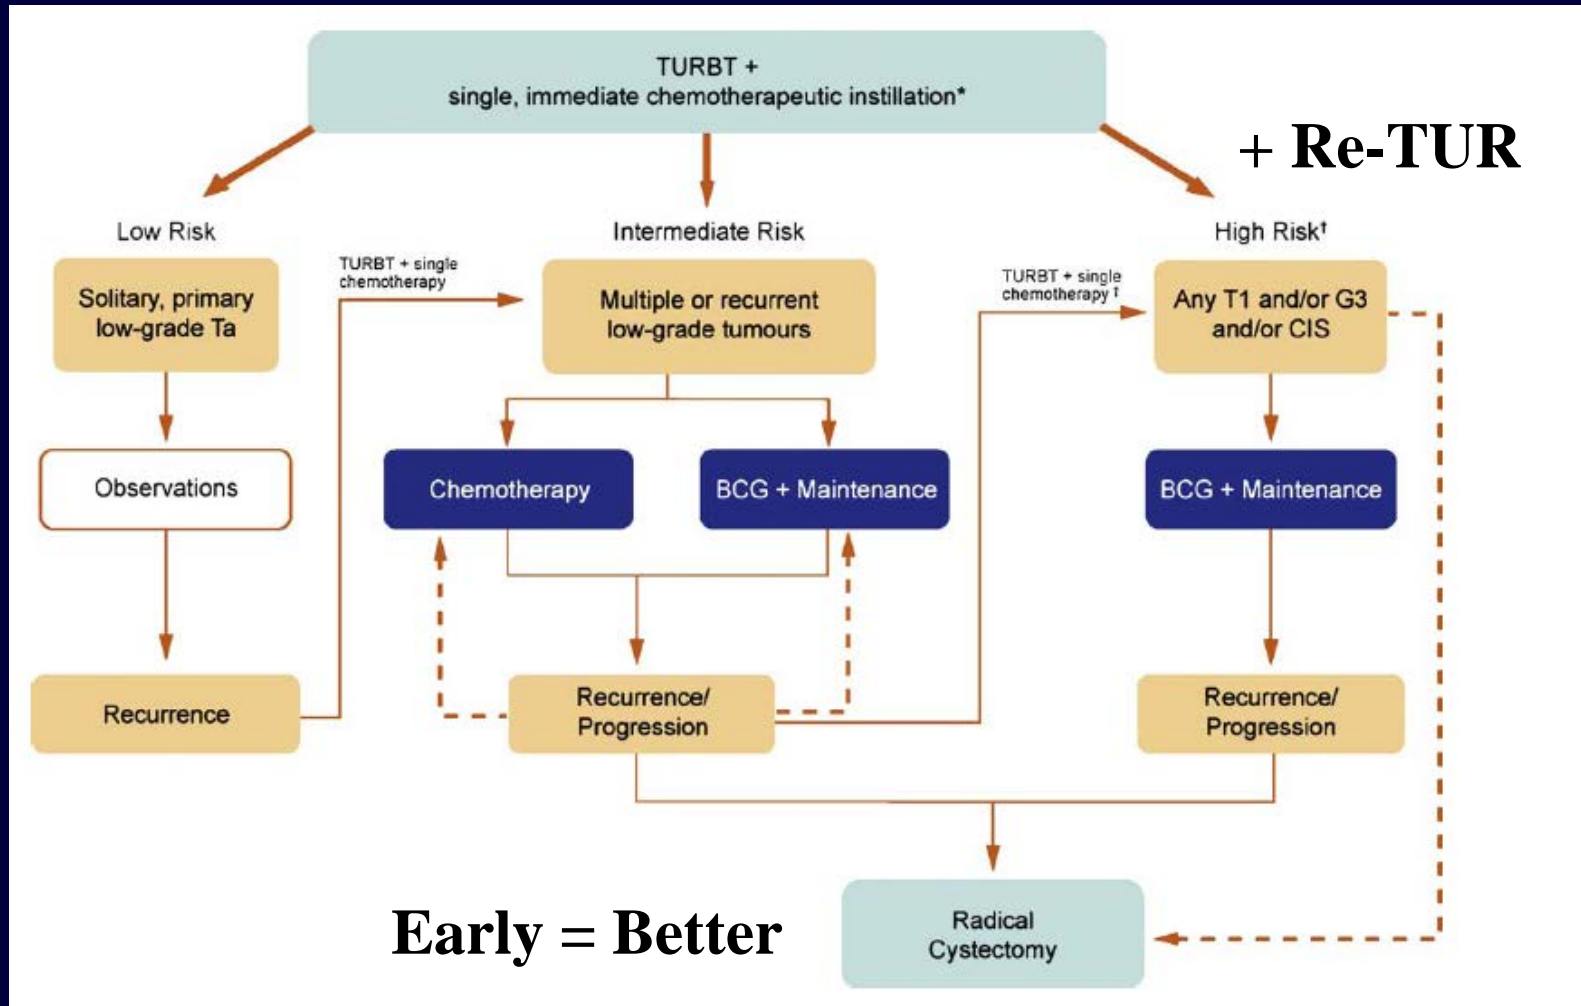 TURBT +
single, immediate chemotherapeutic instillation*
+ Re-TUR
Low Risk
Intermediate Risk
High Risk†
TURBT + single
chemotherapy
TURBT + single
chemotherapy ‡
Solitary, primary
low-grade Ta
Multiple or recurrent
low-grade tumours
Any T1 and/or G3
and/or CIS
Observations
Chemotherapy
BCG + Maintenance
BCG + Maintenance
Recurrence
Recurrence/
Progression
Recurrence/
Progression
Early = Better
Radical
Cystectomy